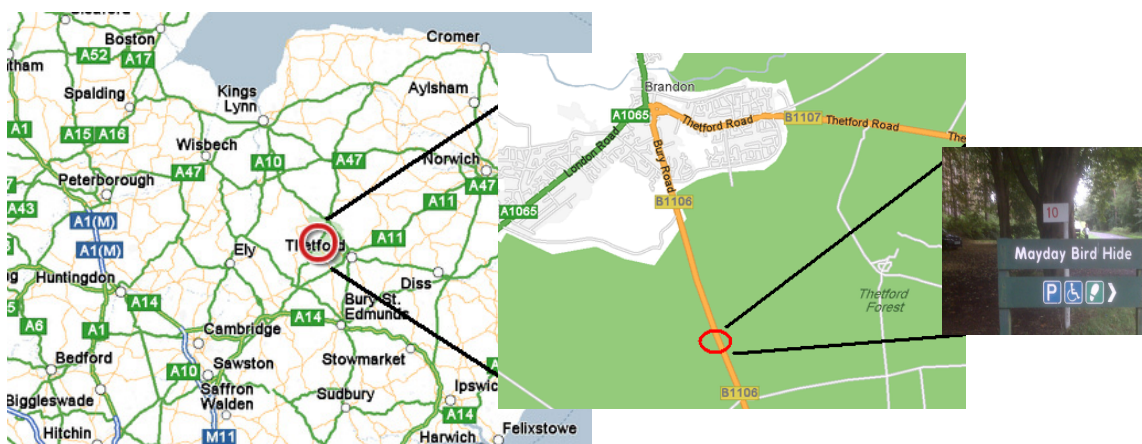 Boston
A52
A17
Cromer
Spalding
Kings
Lynn
Aylsham
A1
A15
A16
Wisbech
A10
A47
Norwich
A47
A47
Peterborough
A43
A1(M)
A11
A1(M)
Ely
Thetford
A11
Huntingdon
Diss
A14
Bury St.
Edmunds
A14
A6
A1
Cambridge
Stowmarket
Bedford
A10
Sawston
Saffron
Walden
Sudbury
A14
Biggleswade
Hitchin
M11
Harwich
Felixstowe
Brandon
A1065
Thetford Road
B1107
Thetford Road
London Road
Bury Road
A1065
B1106
Thetford
Forest
B1106
10
Mayday Bird Hide
P